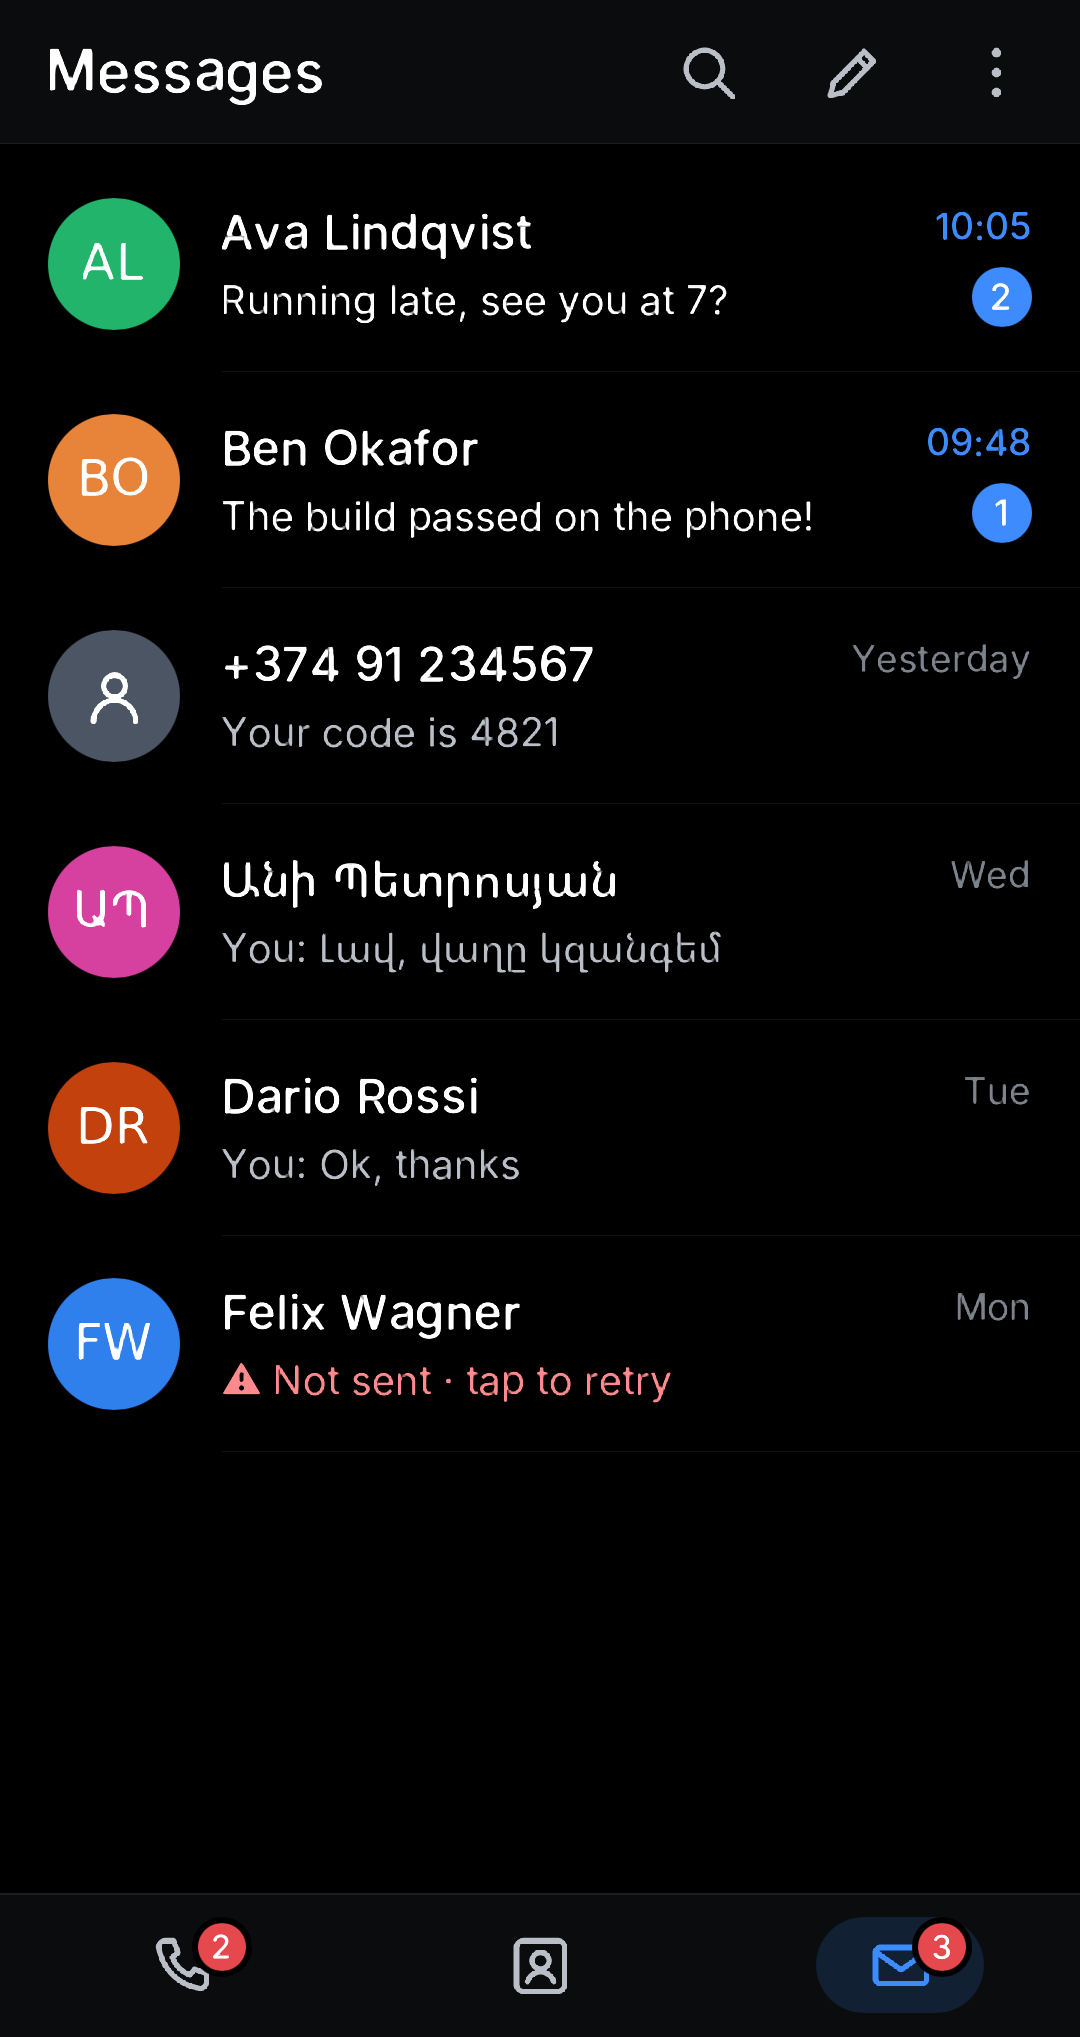 Messages
AL
Ava Lindqvist
10:05
Running late, see you at 7?
2
BO
Ben Okafor
09:48
The build passed on the phone!
1
+374 91 234567
Yesterday
Your code is 4821
ԱՊ
Անի Պետրոսյան
Wed
You: Լավ, վաղը կզանգեմ
DR
Dario Rossi
Tue
You: Ok, thanks
FW
Felix Wagner
Mon
Not sent · tap to retry
2
3